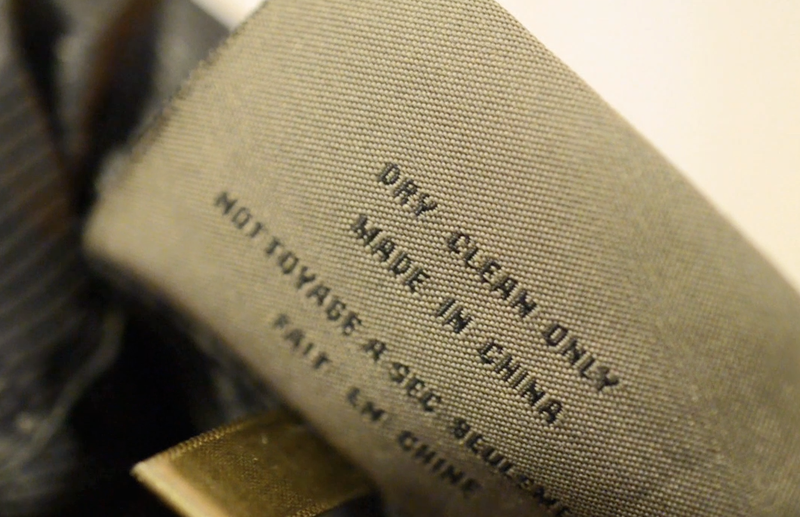 DRY CLEAN ONLY
MADE IN CHINA
NOTTOYAGE A SEC SEULEME
FAIT EN CHINE